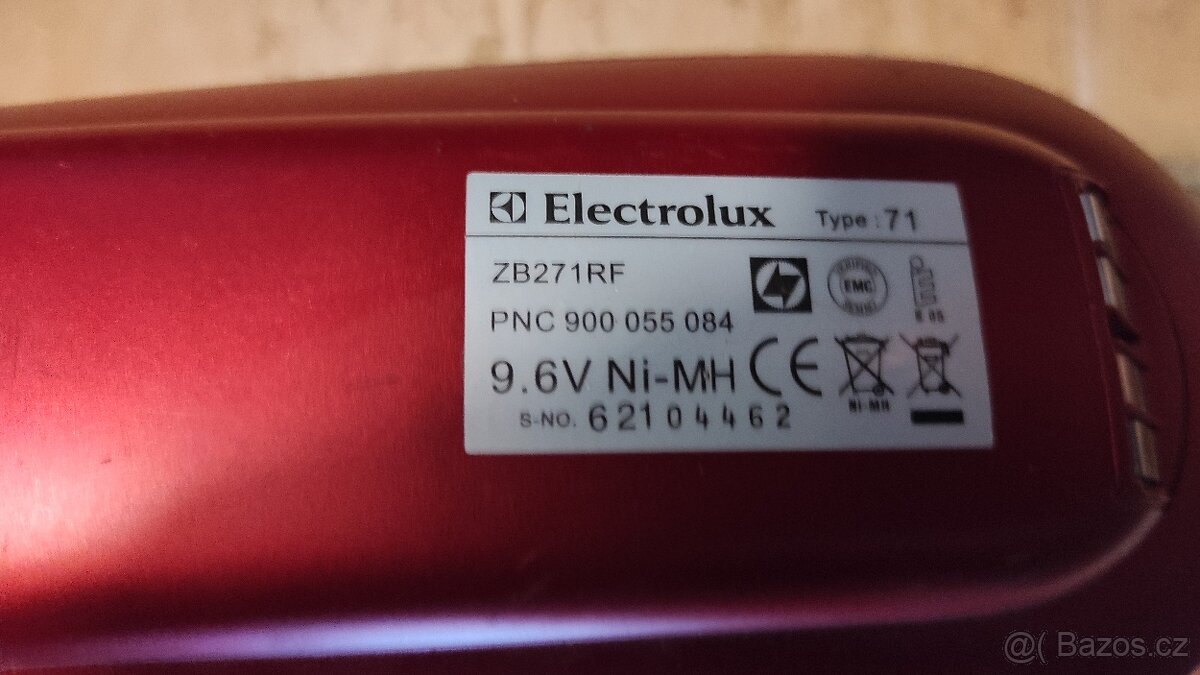 Electrolux Type : 71
ZB271RF
EMC
PNC 900 055 084
9.6V Ni-MH CE
NI-MH
S-NO. 62104462
@( Bazos.cz